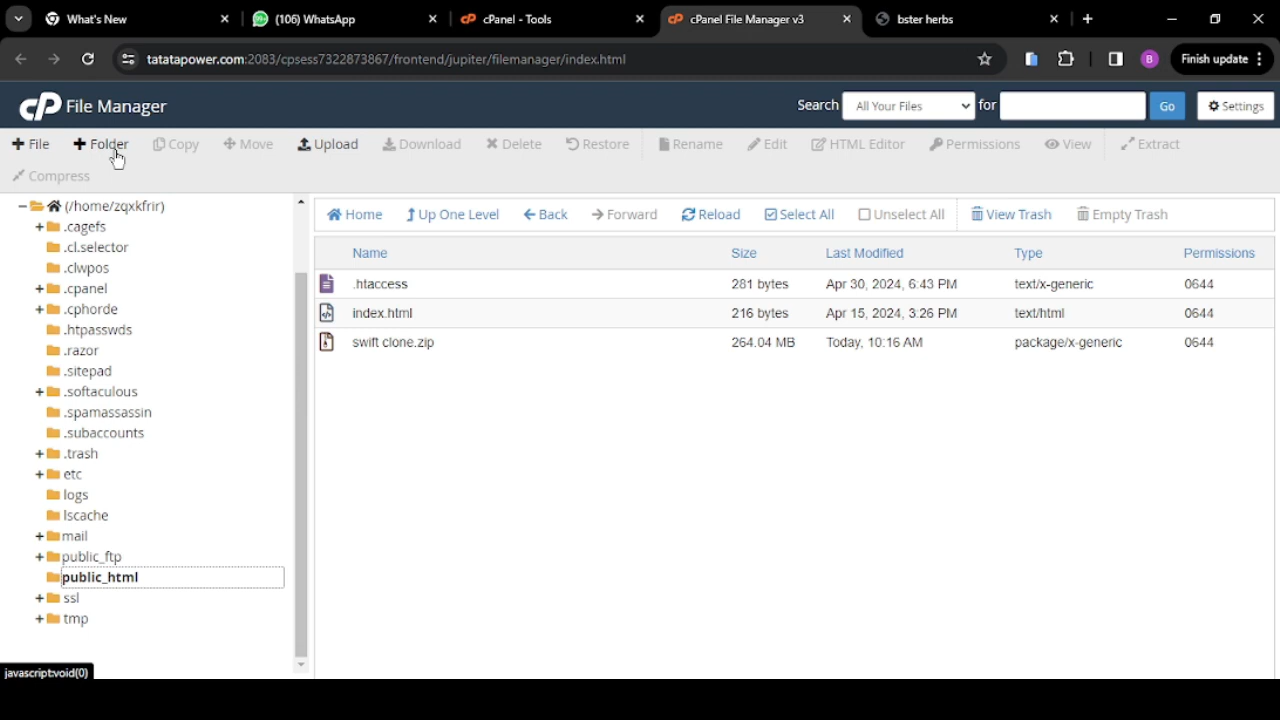 What's New
(106) WhatsApp
cPanel - Tools
cPanel File Manager v3
bster herbs
tatatapower.com:2083/cpsess7322873867/frontend/jupiter/filemanager/index.html
B
Finish update
cP File Manager
Search All Your Files for Go Settings
File Folder Copy Move Upload Download Delete Restore Rename Edit HTML Editor Permissions View Extract
Compress
(/home/zqxkfrir)
.cagefs
.cl.selector
.clwpos
.cpanel
.cphorde
.htpasswds
.razor
.sitepad
.softaculous
.spamassassin
.subaccounts
.trash
etc
logs
lscache
mail
public_ftp
public_html
ssl
tmp
Home Up One Level Back Forward Reload Select All Unselect All View Trash Empty Trash
Name Size Last Modified Type Permissions
.htaccess 281 bytes Apr 30, 2024, 6:43 PM text/x-generic 0644
index.html 216 bytes Apr 15, 2024, 3:26 PM text/html 0644
swift clone.zip 264.04 MB Today, 10:16 AM package/x-generic 0644
javascript:void(0)